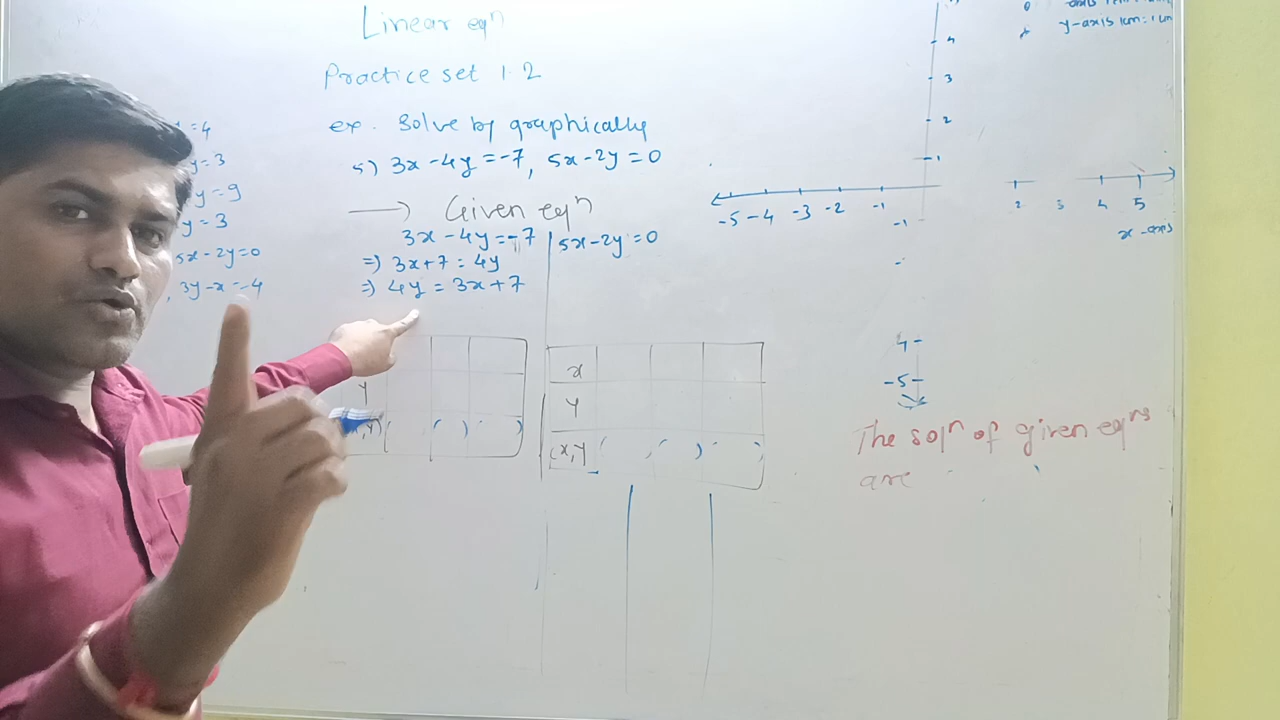 Linear eqⁿ
Practice set 1.2
ex. Solve by graphically
5) 3x - 4y = -7, 5x - 2y = 0
→ Given eqⁿ
3x - 4y = -7
⇒ 3x + 7 = 4y
⇒ 4y = 3x + 7
5x - 2y = 0
= 4
y = 3
y = 9
y = 3
5x - 2y = 0
, 3y - x = -4
y
x,y) ( ( ) )
x
y
(x,y) ( ( ) )
y-axis 1cm:1cm
4
3
2
1
-5 -4 -3 -2 -1 2 3 4 5
x-axis
-1
4
-5
The solⁿ of given eqⁿˢ
are